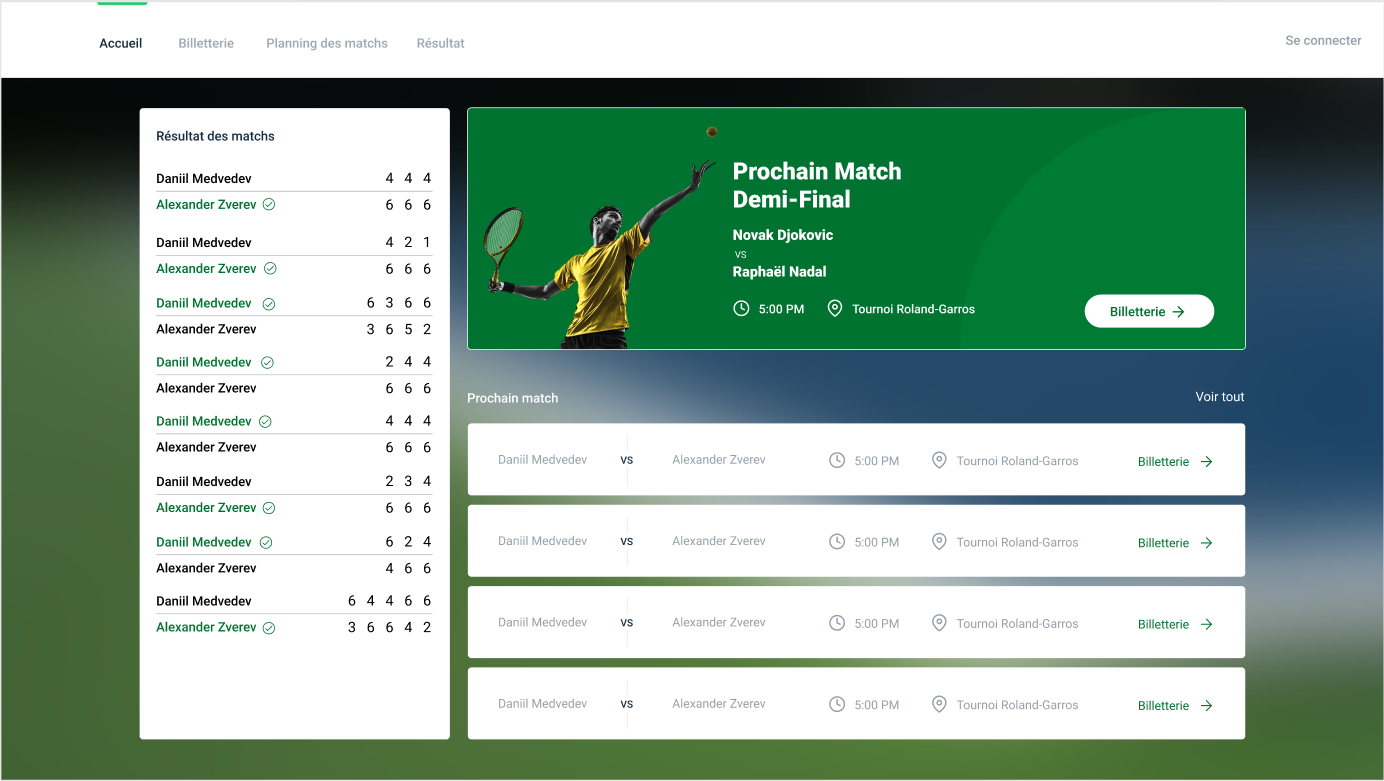 Accueil Billetterie Planning des matchs Résultat Se connecter
Résultat des matchs
Daniil Medvedev 4 4 4
Alexander Zverev 6 6 6
Daniil Medvedev 4 2 1
Alexander Zverev 6 6 6
Daniil Medvedev 6 3 6 6
Alexander Zverev 3 6 5 2
Daniil Medvedev 2 4 4
Alexander Zverev 6 6 6
Daniil Medvedev 4 4 4
Alexander Zverev 6 6 6
Daniil Medvedev 2 3 4
Alexander Zverev 6 6 6
Daniil Medvedev 6 2 4
Alexander Zverev 4 6 6
Daniil Medvedev 6 4 4 6 6
Alexander Zverev 3 6 6 4 2
Prochain Match
Demi-Final
Novak Djokovic
VS
Raphaël Nadal
5:00 PM Tournoi Roland-Garros Billetterie
Prochain match Voir tout
Daniil Medvedev VS Alexander Zverev 5:00 PM Tournoi Roland-Garros Billetterie
Daniil Medvedev VS Alexander Zverev 5:00 PM Tournoi Roland-Garros Billetterie
Daniil Medvedev VS Alexander Zverev 5:00 PM Tournoi Roland-Garros Billetterie
Daniil Medvedev VS Alexander Zverev 5:00 PM Tournoi Roland-Garros Billetterie